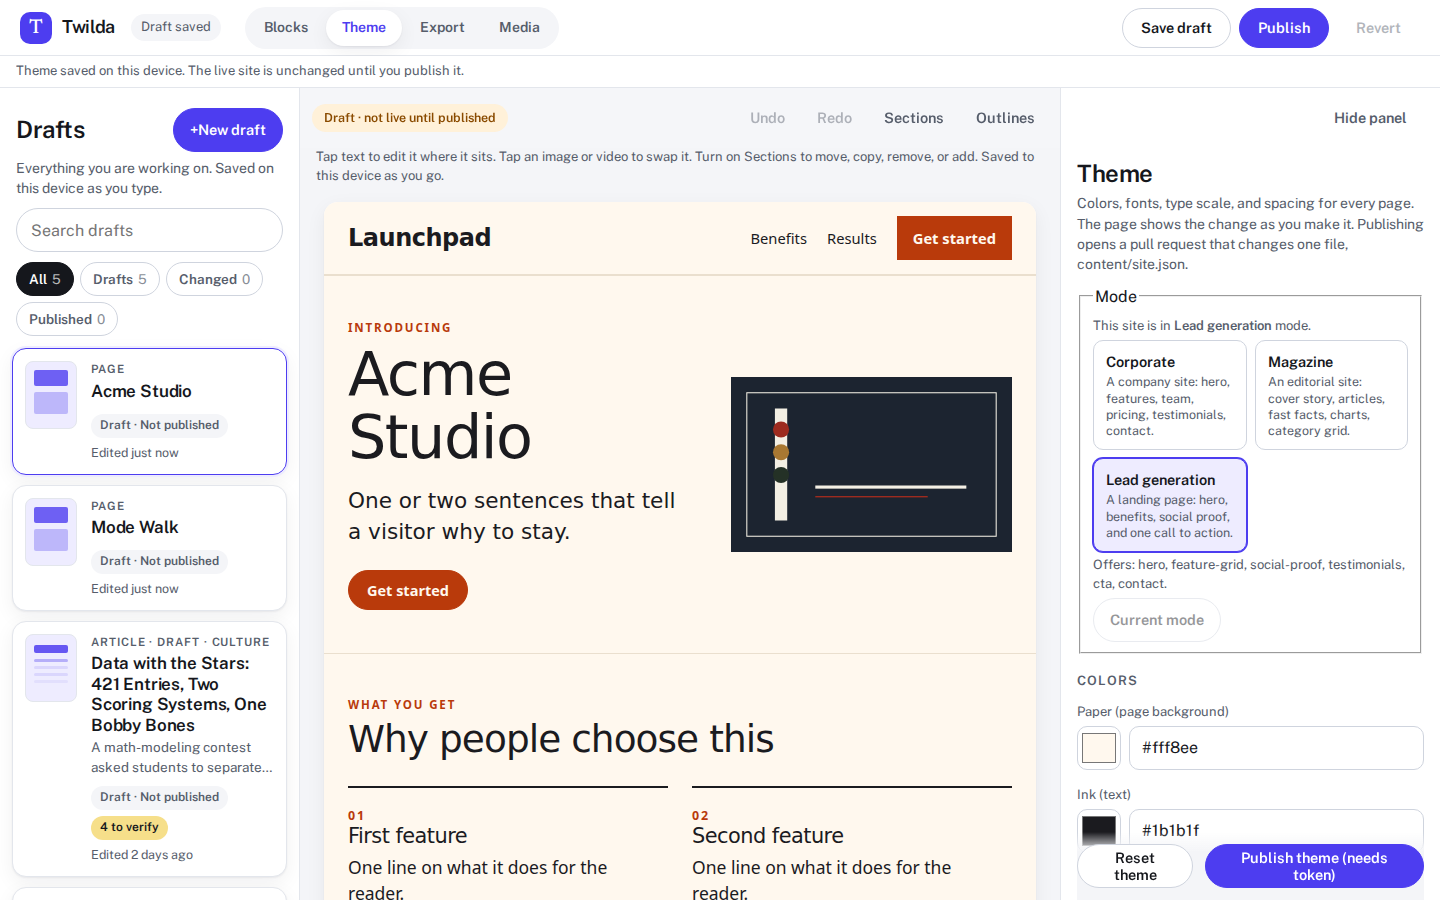 T Twilda Draft saved Blocks Theme Export Media Save draft Publish Revert
Theme saved on this device. The live site is unchanged until you publish it.
Drafts
+New draft
Everything you are working on. Saved on
this device as you type.
Search drafts
All 5 Drafts 5 Changed 0
Published 0
PAGE
Acme Studio
Draft · Not published
Edited just now
PAGE
Mode Walk
Draft · Not published
Edited just now
ARTICLE · DRAFT · CULTURE
Data with the Stars:
421 Entries, Two
Scoring Systems, One
Bobby Bones
A math-modeling contest
asked students to separate...
Draft · Not published
4 to verify
Edited 2 days ago
Draft · not live until published
Undo Redo Sections Outlines
Tap text to edit it where it sits. Tap an image or video to swap it. Turn on Sections to move, copy, remove, or add. Saved to
this device as you go.
Launchpad
Benefits Results Get started
INTRODUCING
Acme
Studio
One or two sentences that tell
a visitor why to stay.
Get started
WHAT YOU GET
Why people choose this
01
First feature
One line on what it does for the
reader.
02
Second feature
One line on what it does for the
reader.
Hide panel
Theme
Colors, fonts, type scale, and spacing for every page.
The page shows the change as you make it. Publishing
opens a pull request that changes one file,
content/site.json.
Mode
This site is in Lead generation mode.
Corporate
A company site: hero,
features, team,
pricing, testimonials,
contact.
Magazine
An editorial site:
cover story, articles,
fast facts, charts,
category grid.
Lead generation
A landing page: hero,
benefits, social proof,
and one call to action.
Offers: hero, feature-grid, social-proof, testimonials,
cta, contact.
Current mode
COLORS
Paper (page background)
#fff8ee
Ink (text)
#1b1b1f
Reset
theme
Publish theme (needs
token)